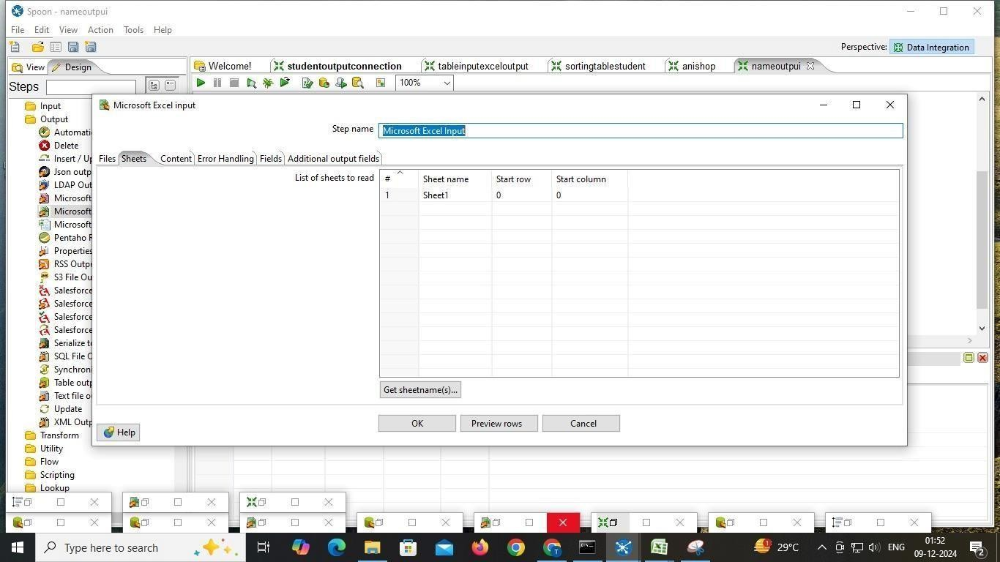 Spoon - nameoutpui
File Edit View Action Tools Help
Perspective: Data Integration
View Design
Welcome! studentoutputconnection tableinputexceloutput sortingtablestudent anishop nameoutpui
Steps
100%
Input
Output
Automati
Delete
Insert / Up
Json outp
LDAP Out
Microsoft
Microsoft
Microsoft
Pentaho R
Properties
RSS Outpu
S3 File Ou
Salesforce
Salesforce
Salesforce
Salesforce
Serialize to
SQL File O
Synchroni
Table outp
Text file o
Update
XML Outp
Transform
Utility
Flow
Scripting
Lookup
Microsoft Excel input
Step name Microsoft Excel Input
Files Sheets Content Error Handling Fields Additional output fields
List of sheets to read
# Sheet name Start row Start column
1 Sheet1 0 0
Get sheetname(s)...
OK Preview rows Cancel
Help
Type here to search
29°C
ENG
01:52
09-12-2024
2